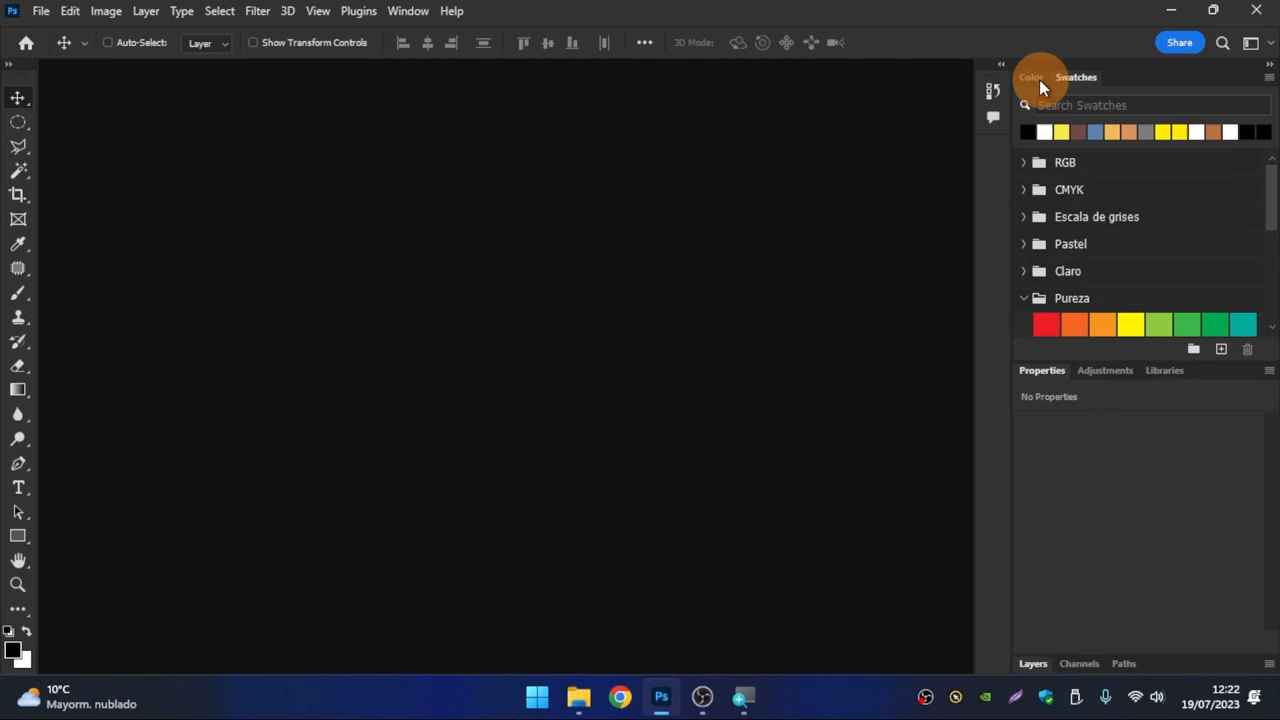 Ps File Edit Image Layer Type Select Filter 3D View Plugins Window Help
Auto-Select: Layer Show Transform Controls 3D Mode: Share
Color Swatches
Search Swatches
RGB
CMYK
Escala de grises
Pastel
Claro
Pureza
Properties Adjustments Libraries
No Properties
Layers Channels Paths
10°C
Mayorm. nublado
Ps
12:22
19/07/2023